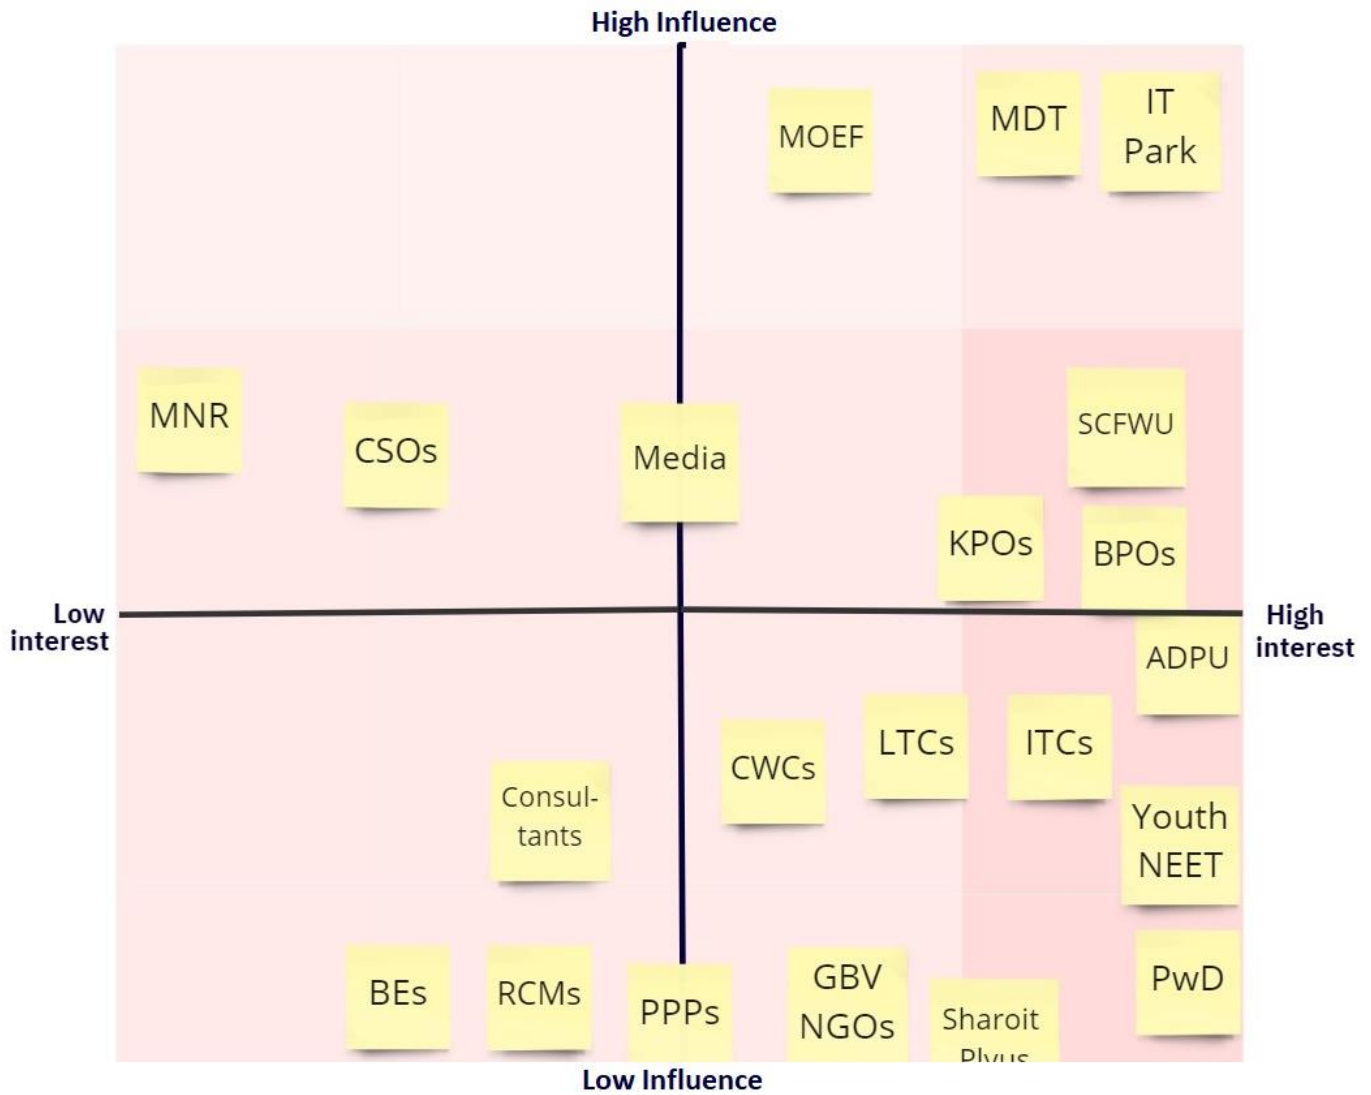 High Influence
MOEF
MDT
IT
Park
MNR
CSOs
Media
SCFWU
KPOs
BPOs
Low
interest
High
interest
ADPU
LTCs
ITCs
CWCs
Consul-
tants
Youth
NEET
BEs
RCMs
PPPs
GBV
NGOs
Sharoit
Plyus
PwD
Low Influence